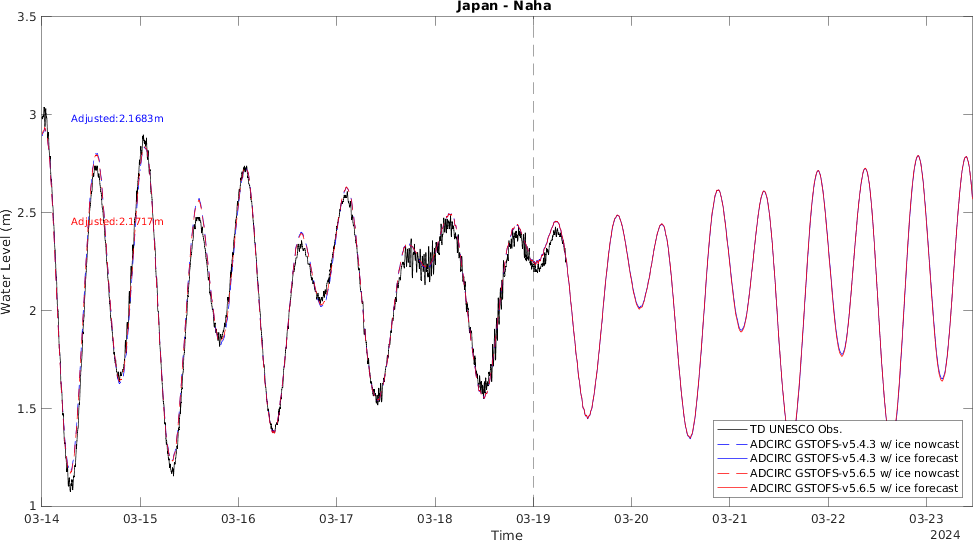 Japan - Naha
3.5
3
2.5
2
1.5
1
Water Level (m)
Adjusted:2.1683m
Adjusted:2.1717m
TD UNESCO Obs.
ADCIRC GSTOFS-v5.4.3 w/ ice nowcast
ADCIRC GSTOFS-v5.4.3 w/ ice forecast
ADCIRC GSTOFS-v5.6.5 w/ ice nowcast
ADCIRC GSTOFS-v5.6.5 w/ ice forecast
03-14 03-15 03-16 03-17 03-18 03-19 03-20 03-21 03-22 03-23
Time
2024